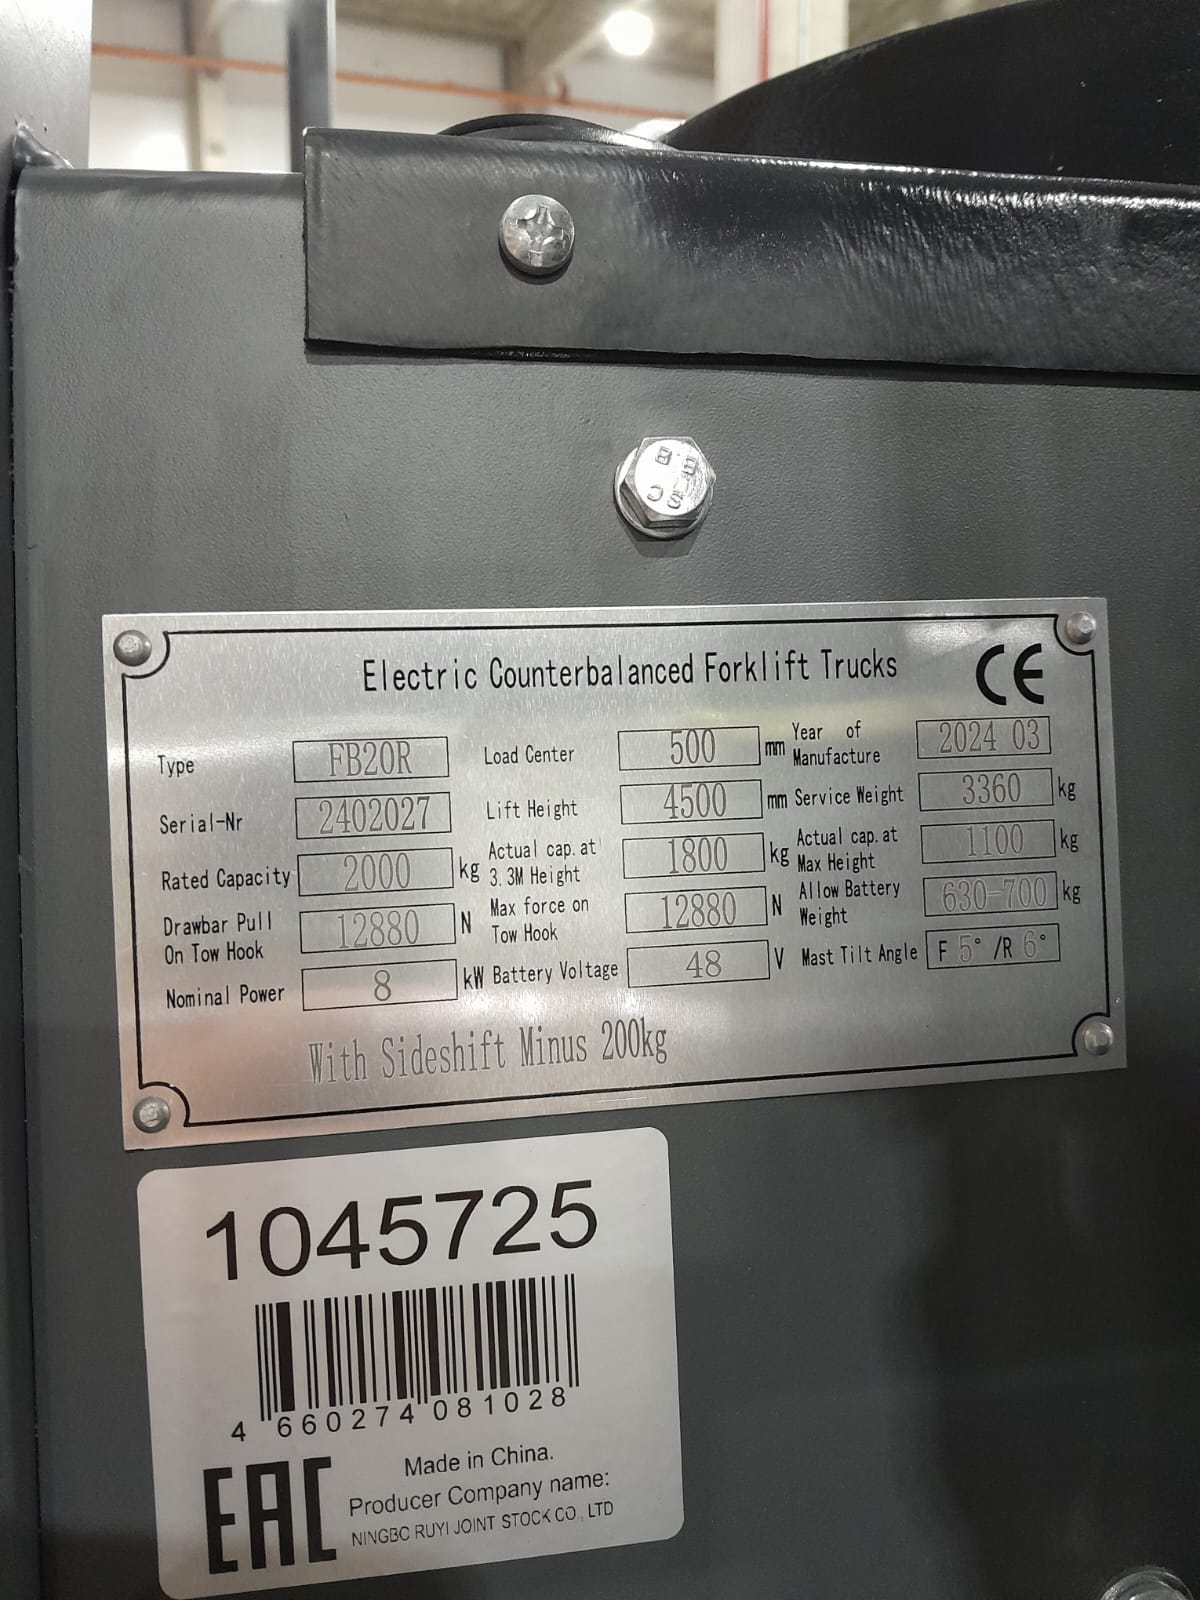 B B
SC SU
Electric Counterbalanced Forklift Trucks CE
Type FB20R Load Center 500 mm Year of Manufacture 2024 03
Serial-Nr 2402027 Lift Height 4500 mm Service Weight 3360 kg
Rated Capacity 2000 kg Actual cap. at 3.3M Height 1800 kg Actual cap. at Max Height 1100 kg
Drawbar Pull On Tow Hook 12880 N Max force on Tow Hook 12880 N Allow Battery Weight 630-700 kg
Nominal Power 8 kW Battery Voltage 48 V Mast Tilt Angle F 5° /R 6°
With Sideshift Minus 200kg
1045725
4 660274 081028
EAC
Made in China.
Producer Company name:
NINGBC RUYI JOINT STOCK CO., LTD